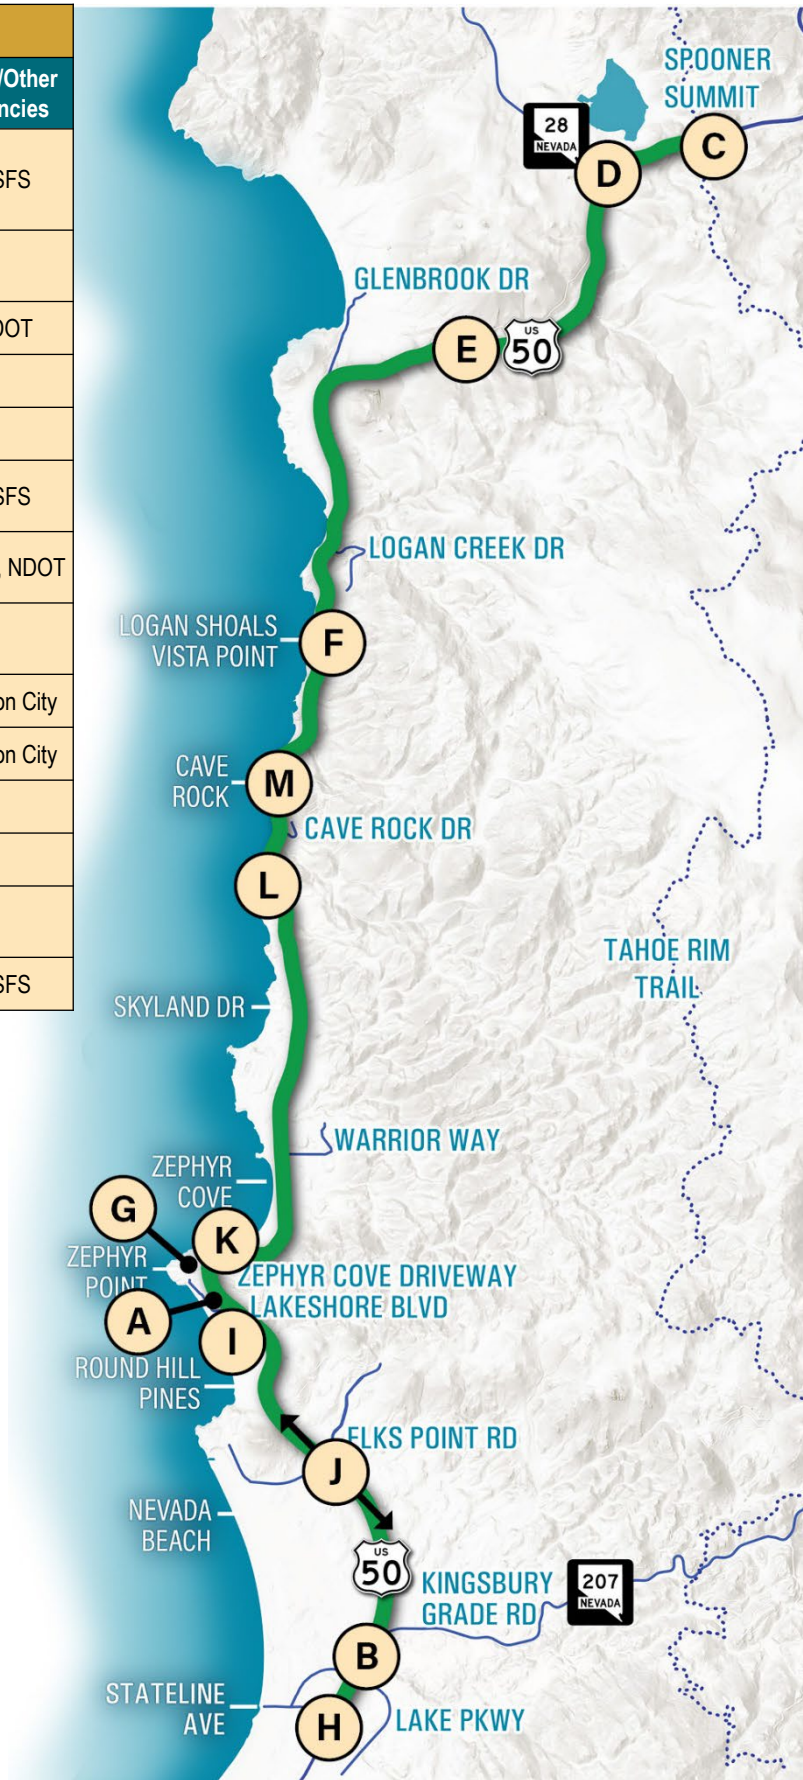 /Other
ncies
SFS
DOT
SFS
, NDOT
on City
on City
SFS
SPOONER
SUMMIT
28
NEVADA
C
D
GLENBROOK DR
E
US
50
LOGAN CREEK DR
LOGAN SHOALS
VISTA POINT
F
CAVE
ROCK
M
CAVE ROCK DR
L
TAHOE RIM
TRAIL
SKYLAND DR
WARRIOR WAY
ZEPHYR
COVE
G
K
ZEPHYR
POINT
ZEPHYR COVE DRIVEWAY
LAKESHORE BLVD
A
I
ROUND HILL
PINES
ELKS POINT RD
J
NEVADA
BEACH
US
50
KINGSBURY
GRADE RD
207
NEVADA
B
STATELINE
AVE
H
LAKE PKWY